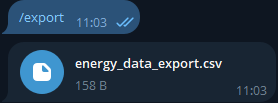 /export 11:03
energy_data_export.csv
158 B 11:03